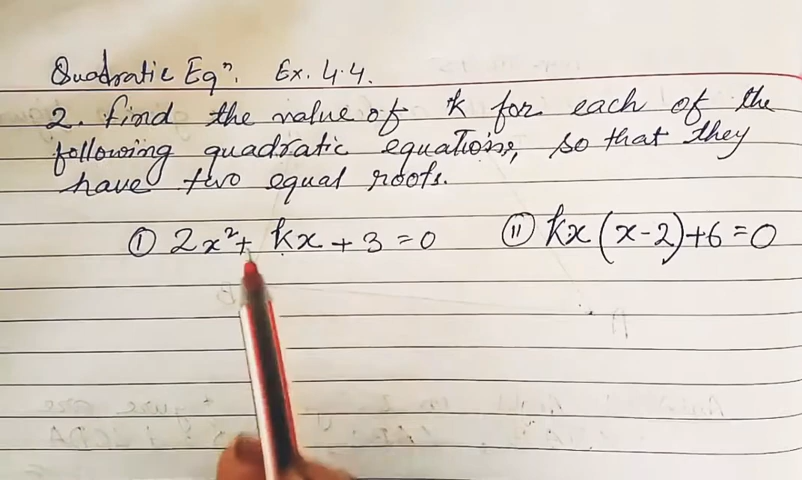 Quadratic Eqⁿ. Ex. 4.4.
2. Find the value of k for each of the
following quadratic equations, so that they
have two equal roots.
(I) 2x² + kx + 3 = 0 (II) kx (x - 2) + 6 = 0